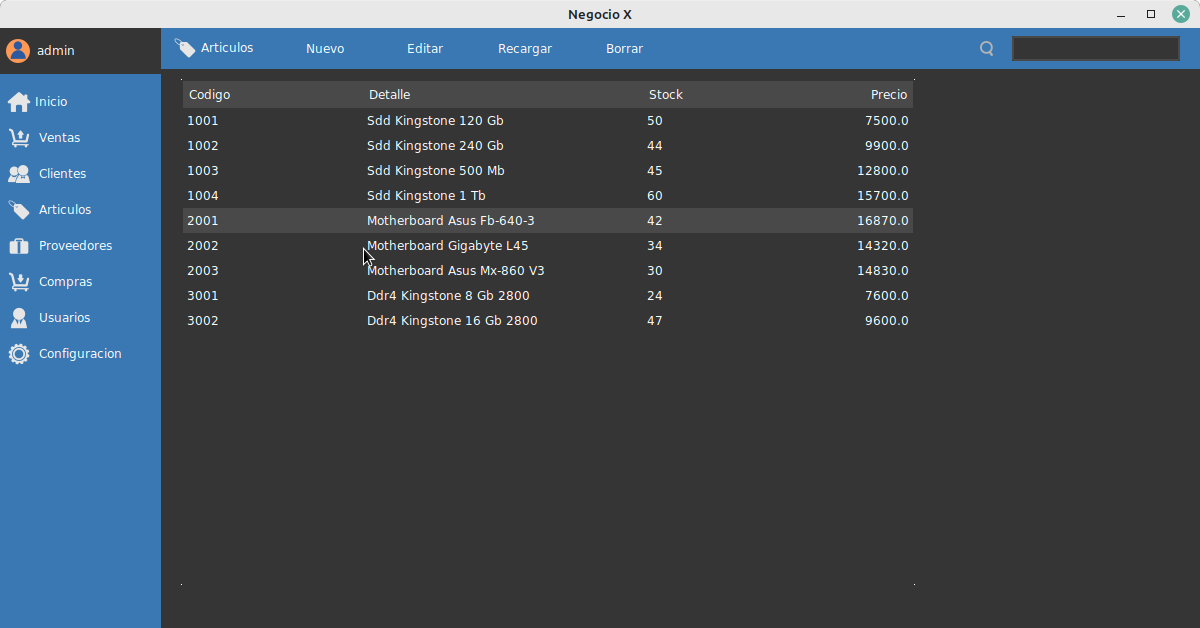 Negocio X
admin
Articulos Nuevo Editar Recargar Borrar
Inicio
Ventas
Clientes
Articulos
Proveedores
Compras
Usuarios
Configuracion
Codigo Detalle Stock Precio
1001 Sdd Kingstone 120 Gb 50 7500.0
1002 Sdd Kingstone 240 Gb 44 9900.0
1003 Sdd Kingstone 500 Mb 45 12800.0
1004 Sdd Kingstone 1 Tb 60 15700.0
2001 Motherboard Asus Fb-640-3 42 16870.0
2002 Motherboard Gigabyte L45 34 14320.0
2003 Motherboard Asus Mx-860 V3 30 14830.0
3001 Ddr4 Kingstone 8 Gb 2800 24 7600.0
3002 Ddr4 Kingstone 16 Gb 2800 47 9600.0